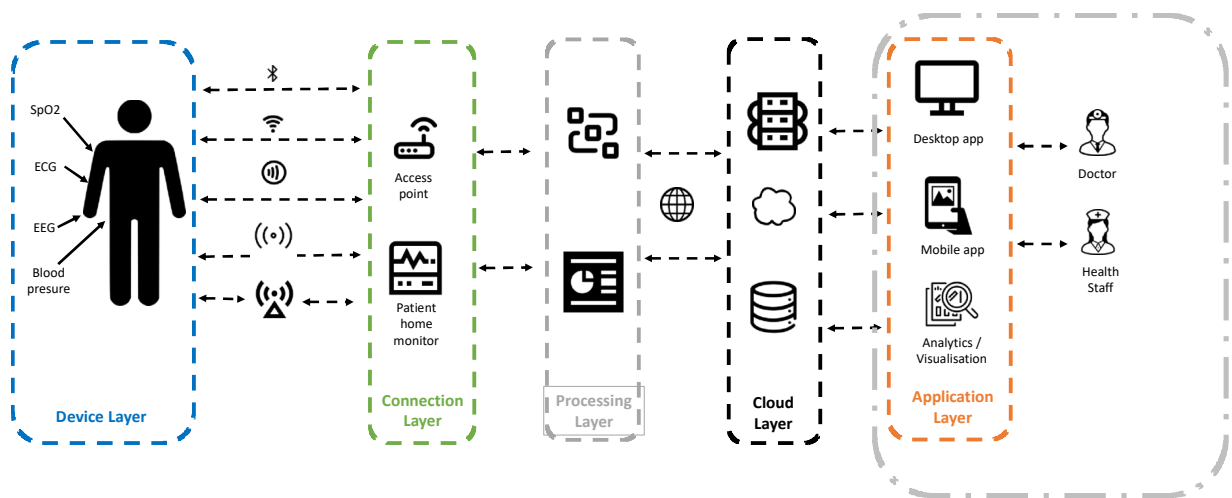 SpO2
ECG
EEG
Blood
presure
Device Layer
Access
point
Patient
home
monitor
Connection
Layer
Processing
Layer
Cloud
Layer
Desktop app
Mobile app
Analytics /
Visualisation
Application
Layer
Doctor
Health
Staff